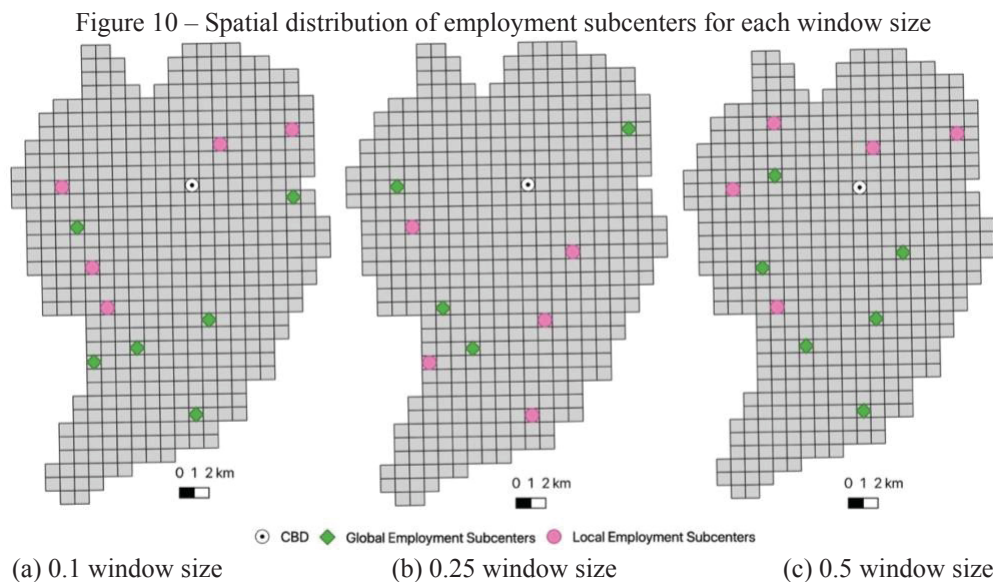 Figure 10 – Spatial distribution of employment subcenters for each window size
0 1 2 km
0 1 2 km
0 1 2 km
CBD Global Employment Subcenters Local Employment Subcenters
(a) 0.1 window size (b) 0.25 window size (c) 0.5 window size